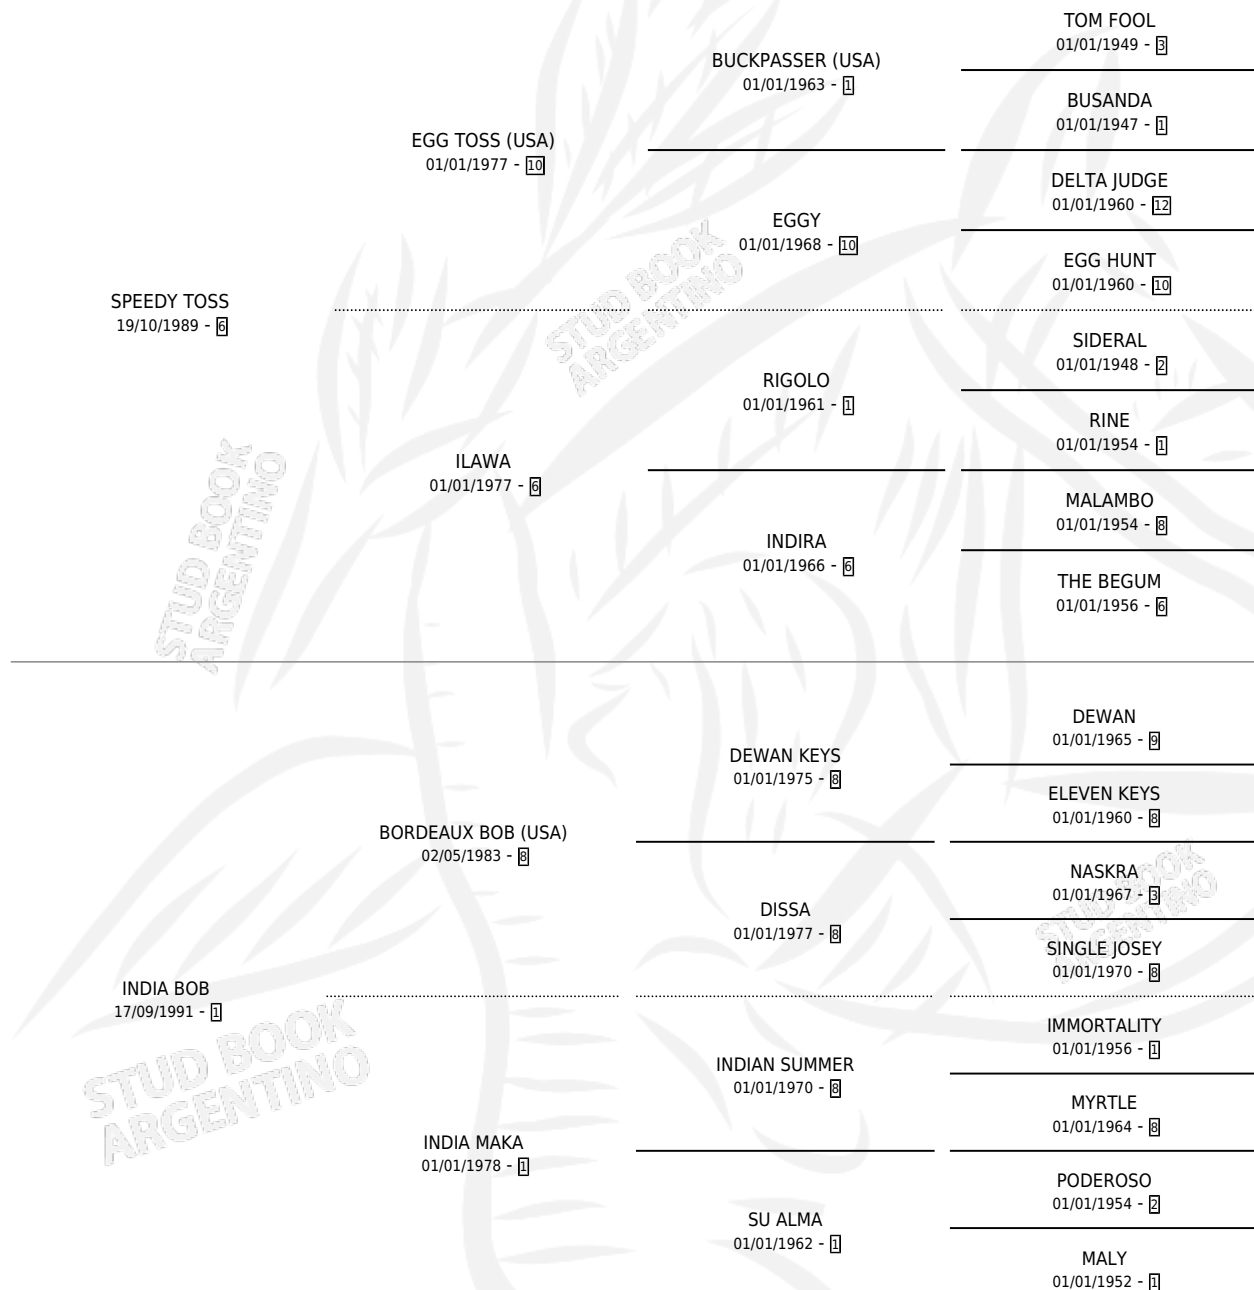 TOM FOOL
01/01/1949 - 3
BUCKPASSER (USA)
01/01/1963 - 1
BUSANDA
01/01/1947 - 1
EGG TOSS (USA)
01/01/1977 - 10
DELTA JUDGE
01/01/1960 - 12
EGGY
01/01/1968 - 10
EGG HUNT
01/01/1960 - 10
SPEEDY TOSS
19/10/1989 - 6
SIDERAL
01/01/1948 - 2
RIGOLO
01/01/1961 - 1
RINE
01/01/1954 - 1
ILAWA
01/01/1977 - 6
MALAMBO
01/01/1954 - 8
INDIRA
01/01/1966 - 6
THE BEGUM
01/01/1956 - 6
DEWAN
01/01/1965 - 9
DEWAN KEYS
01/01/1975 - 8
ELEVEN KEYS
01/01/1960 - 8
BORDEAUX BOB (USA)
02/05/1983 - 8
NASKRA
01/01/1967 - 3
DISSA
01/01/1977 - 8
SINGLE JOSEY
01/01/1970 - 8
INDIA BOB
17/09/1991 - 1
IMMORTALITY
01/01/1956 - 1
INDIAN SUMMER
01/01/1970 - 8
MYRTLE
01/01/1964 - 8
INDIA MAKA
01/01/1978 - 1
PODEROSO
01/01/1954 - 2
SU ALMA
01/01/1962 - 1
MALY
01/01/1952 - 1
STUD BOOK
ARGENTINO
STUD BOOK
ARGENTINO
STUD BOOK
ARGENTINO
STUD BOOK
ARGENTINO